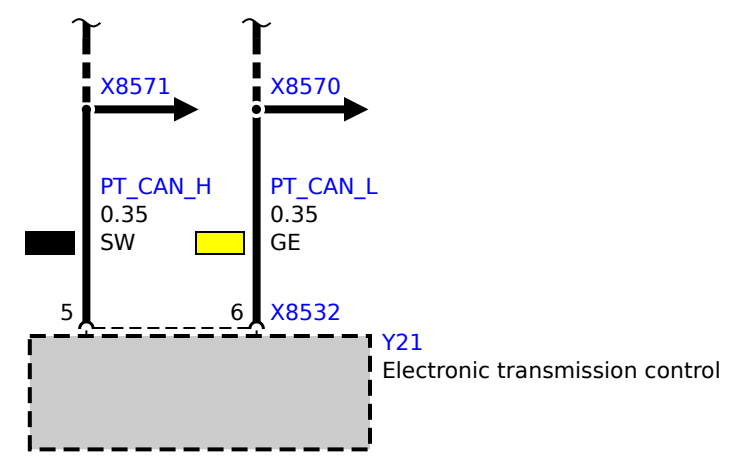 X8571
X8570
PT_CAN_H
0.35
SW
PT_CAN_L
0.35
GE
5
6
X8532
Y21
Electronic transmission control